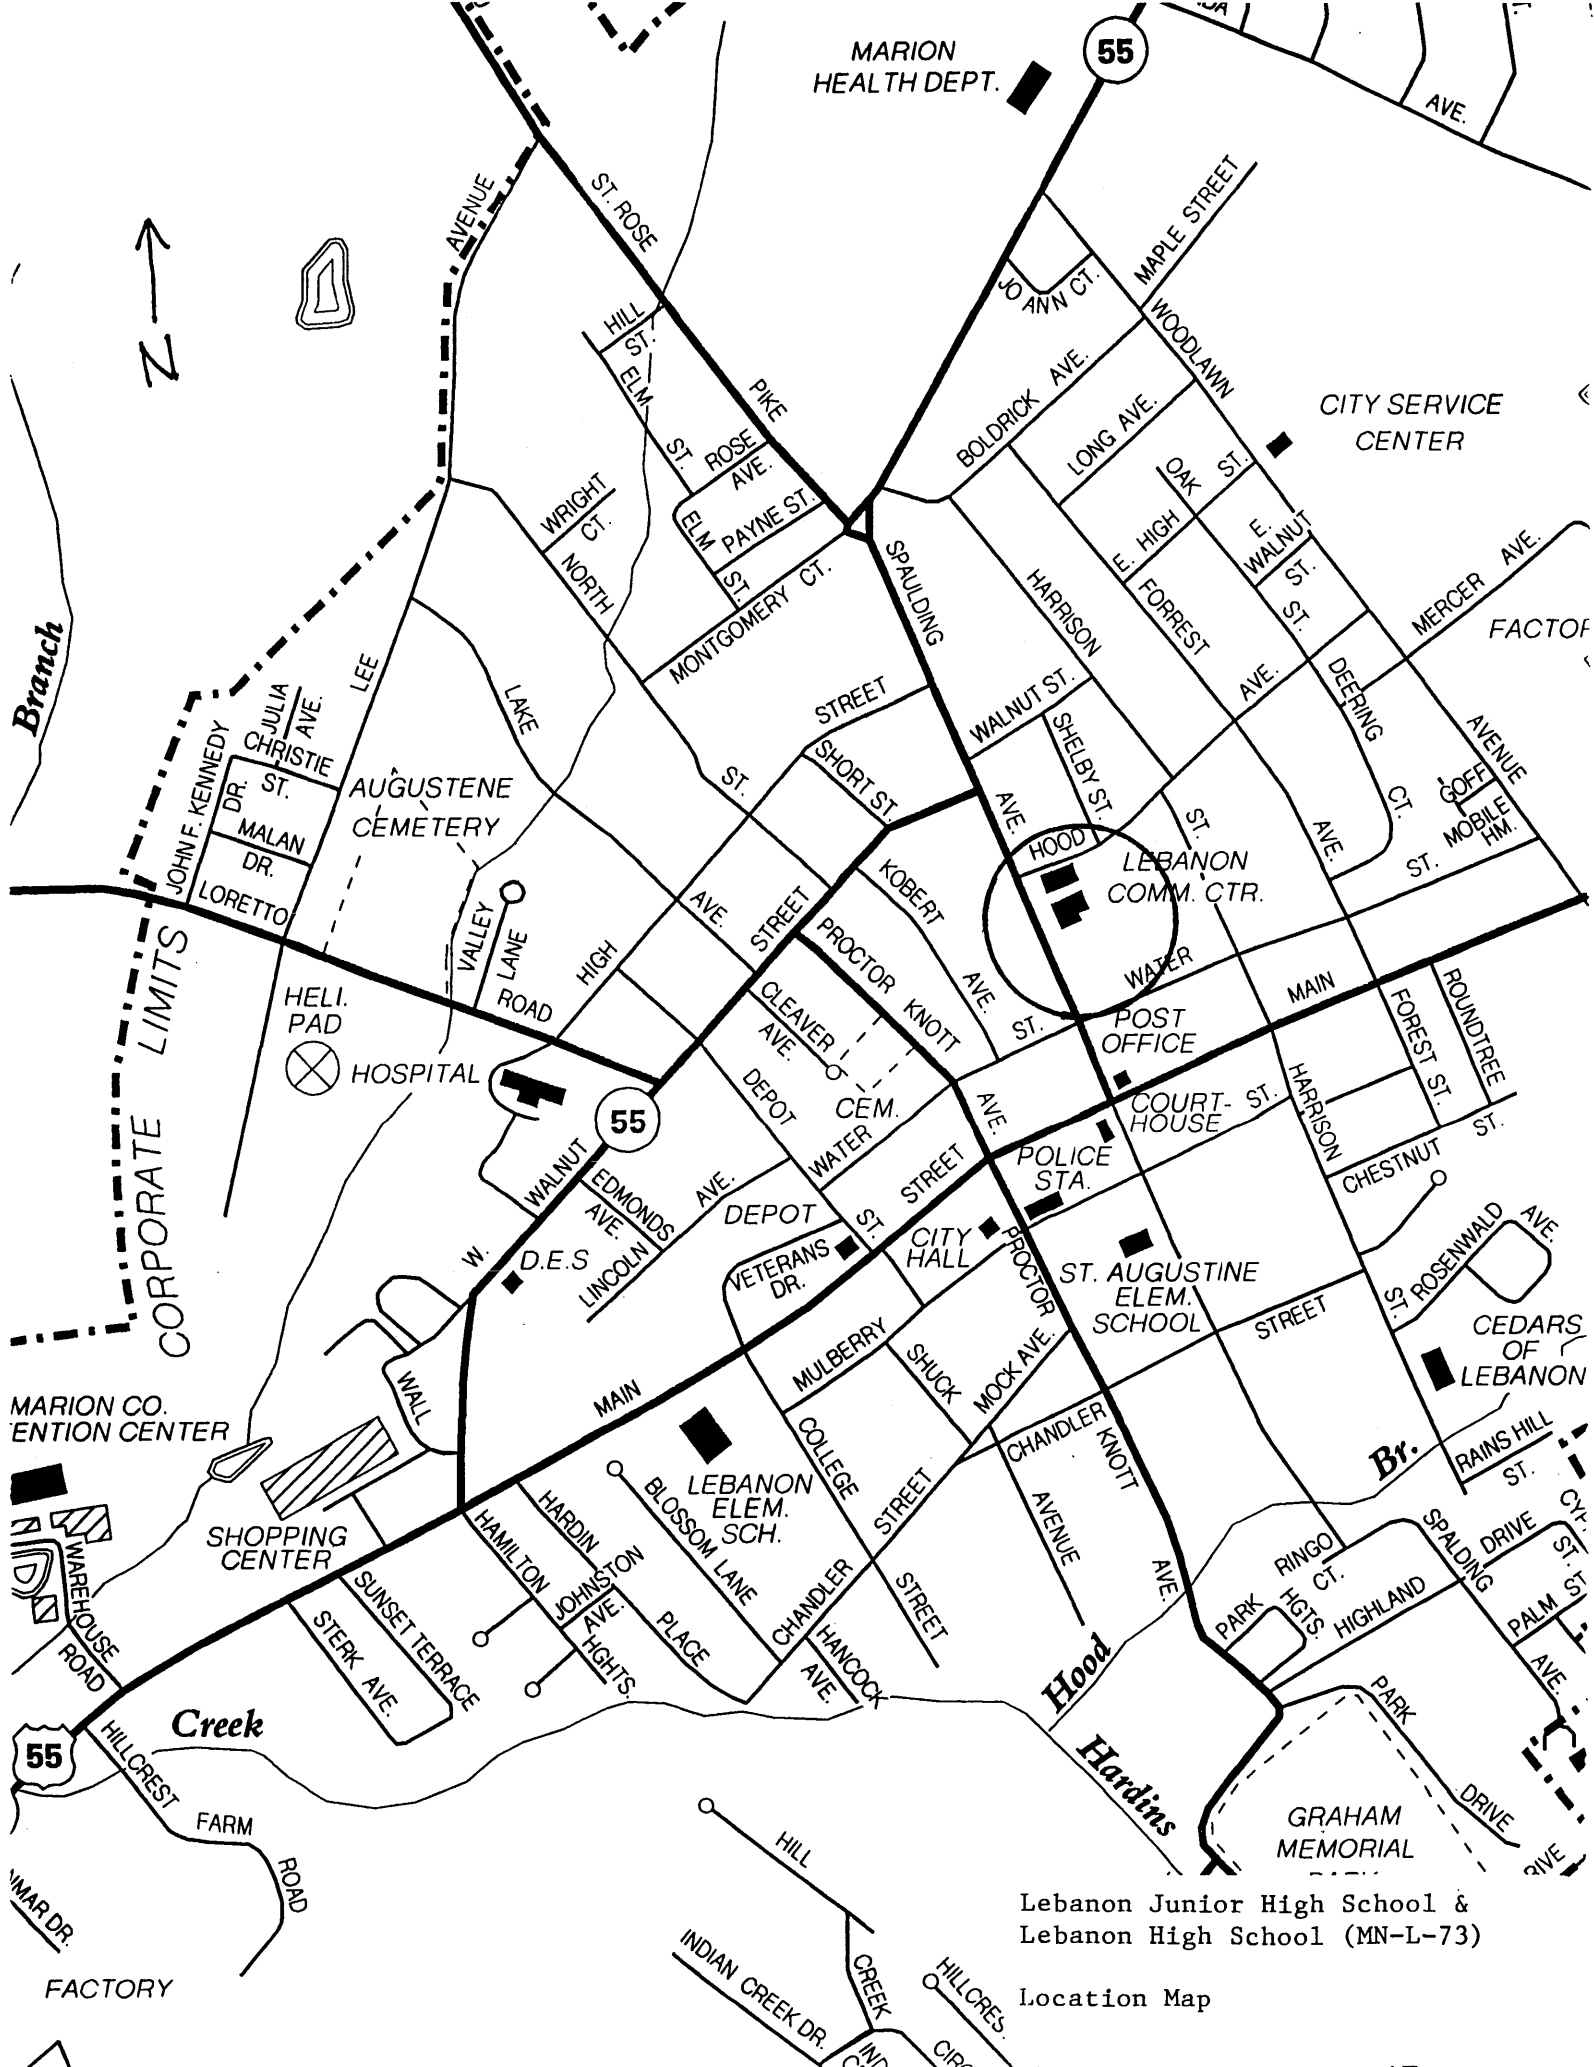 MARION
HEALTH DEPT.
55
AVE.
AVENUE
ST. ROSE
MAPLE STREET
N
JO ANN CT.
HILL
ST.
WOODLAWN
ELM
PIKE
BOLDRICK AVE.
CITY SERVICE
CENTER
LONG AVE.
ST.
ROSE
AVE.
OAK
ST.
WRIGHT
CT.
PAYNE ST.
ELM
ST.
E. HIGH
E.
WALNUT
ST.
MERCER AVE.
NORTH
MONTGOMERY CT.
SPAULDING
HARRISON
FORREST
ST.
Branch
LEE
LAKE
JULIA
AVE.
STREET
WALNUT ST.
AVE.
DEERING
AVENUE
CHRISTIE
ST.
JOHN F. KENNEDY
DR.
SHORT ST.
SHELBY ST.
AUGUSTENE
CEMETERY
ST.
AVE.
ST.
CT.
GOFF
MOBILE
HM.
MALAN
DR.
HOOD
LEBANON
COMM. CTR.
AVE.
ST.
LORETTO
KOBERT
AVE.
AVE.
STREET
PROCTOR
KNOTT
AVE.
VALLEY
LANE
HIGH
WATER
ST.
MAIN
ROAD
CORPORATE LIMITS
HELI.
PAD
CLEAVER
AVE.
POST
OFFICE
FOREST ST.
ROUNDTREE
HOSPITAL
CEM.
DEPOT
ST.
COURT-
HOUSE
ST.
HARRISON
ST.
55
WATER
STREET
POLICE
STA.
CHESTNUT
ST.
WALNUT
W.
EDMONDS
AVE.
AVE.
LINCOLN
DEPOT
CITY
HALL
PROCTOR
ROSENWALD
AVE.
D.E.S
VETERANS
DR.
ST. AUGUSTINE
ELEM.
SCHOOL
STREET
CEDARS
OF
LEBANON
MULBERRY
SHUCK
AVENUE
MOCK AVE.
WALL
MAIN
MARION CO.
ENTION CENTER
CHANDLER
KNOTT
AVE.
COLLEGE
STREET
LEBANON
ELEM.
SCH.
Br.
RAINS HILL
ST.
SHOPPING
CENTER
HARDIN
PLACE
BLOSSOM LANE
STREET
HAMILTON
HGHTS.
JOHNSTON
AVE.
CHANDLER
SPALDING
AVE.
DRIVE
ST.
RINGO
CT.
HIGHLAND
PALM ST
WAREHOUSE
ROAD
SUNSET TERRACE
STERK AVE.
HANCOCK
AVE.
PARK
HGTS.
Hood
Creek
HILLCREST
FARM
ROAD
55
PARK
DRIVE
Hardins
HILL
GRAHAM
MEMORIAL
Lebanon Junior High School &
Lebanon High School (MN-L-73)
MAR DR.
FACTORY
INDIAN CREEK DR.
CREEK
HILLCRES
Location Map